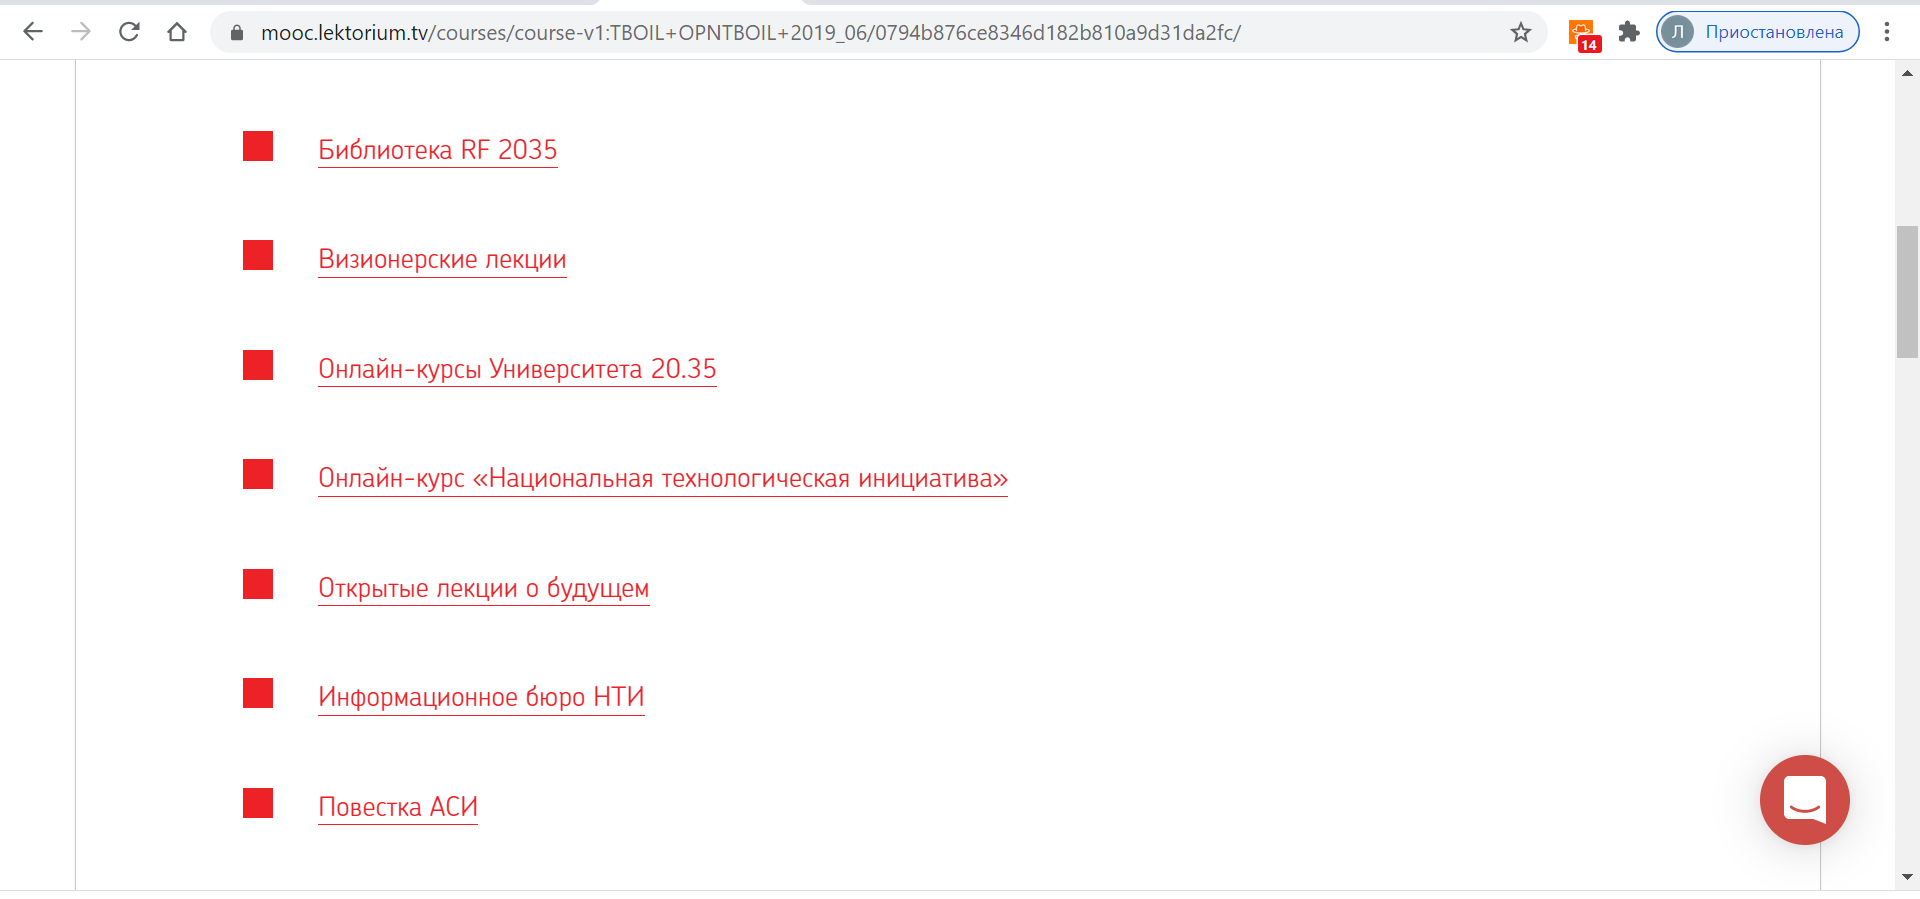 mooc.lektorium.tv/courses/course-v1:TBOIL+OPNTBOIL+2019_06/0794b876ce8346d182b810a9d31da2fc/
14
Л Приостановлена
Библиотека RF 2035
Визионерские лекции
Онлайн-курсы Университета 20.35
Онлайн-курс «Национальная технологическая инициатива»
Открытые лекции о будущем
Информационное бюро НТИ
Повестка АСИ